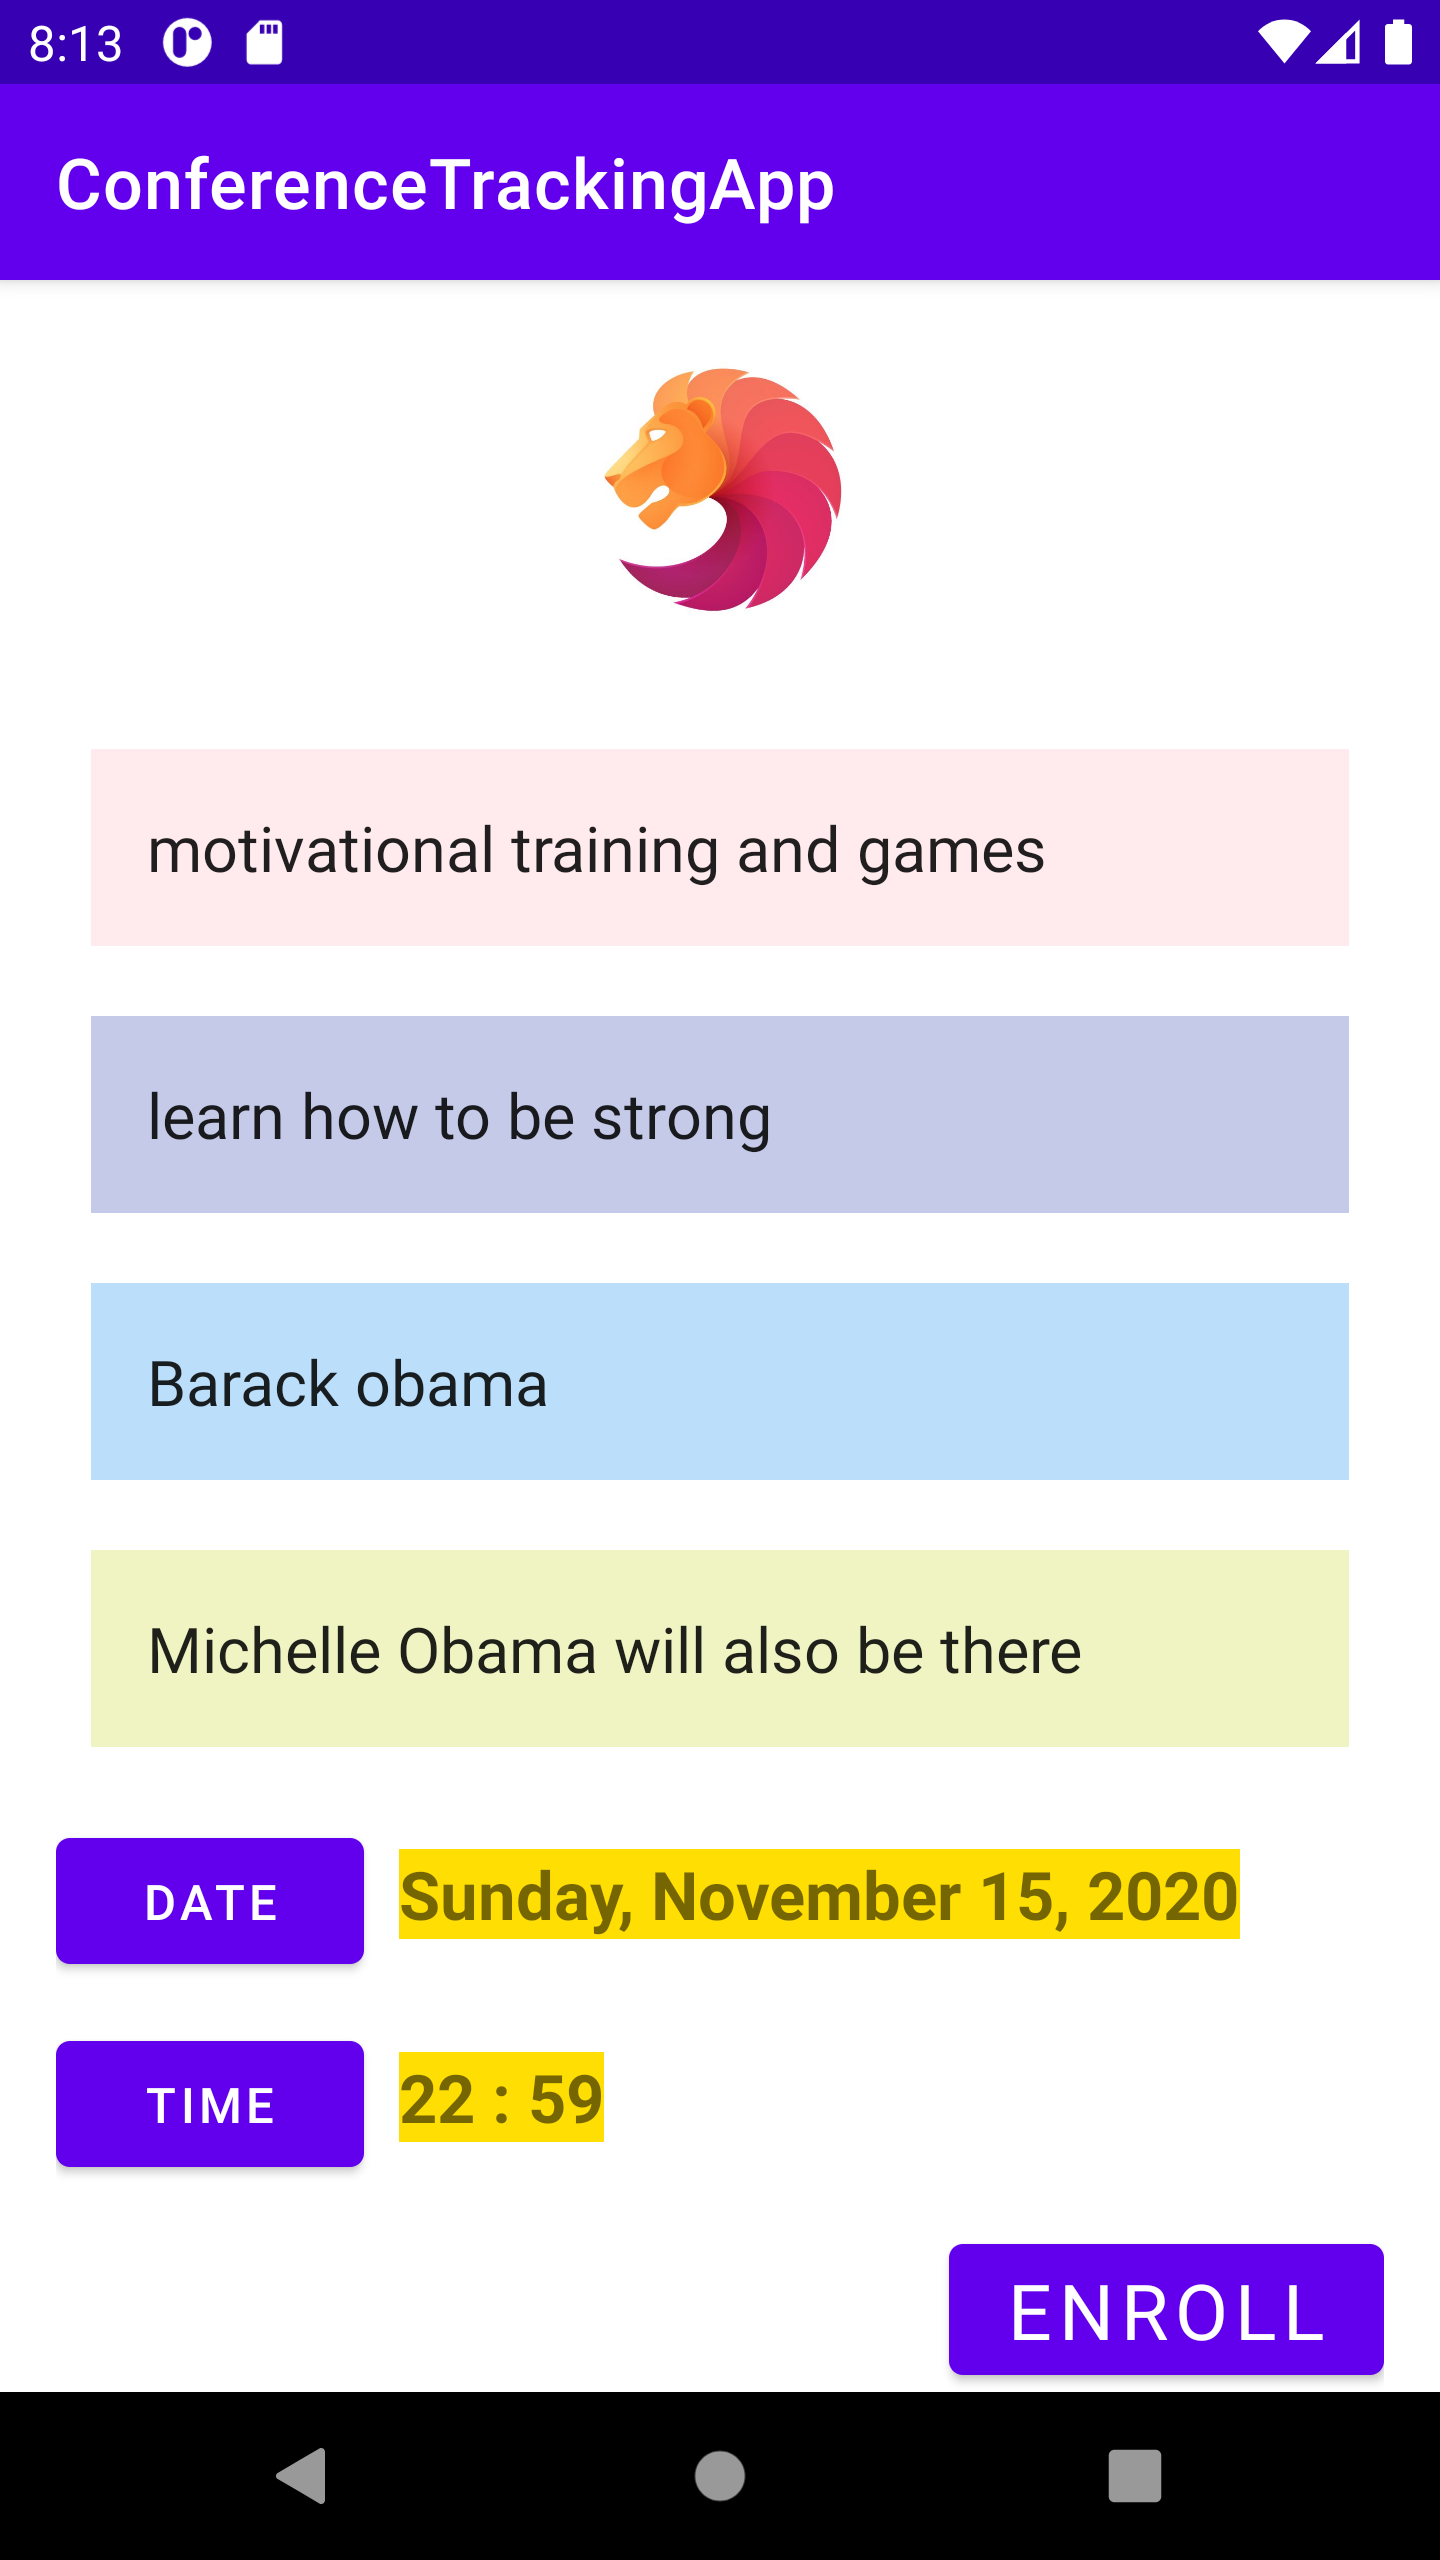 8:13
ConferenceTrackingApp
motivational training and games
learn how to be strong
Barack obama
Michelle Obama will also be there
DATE Sunday, November 15, 2020
TIME 22 : 59
ENROLL